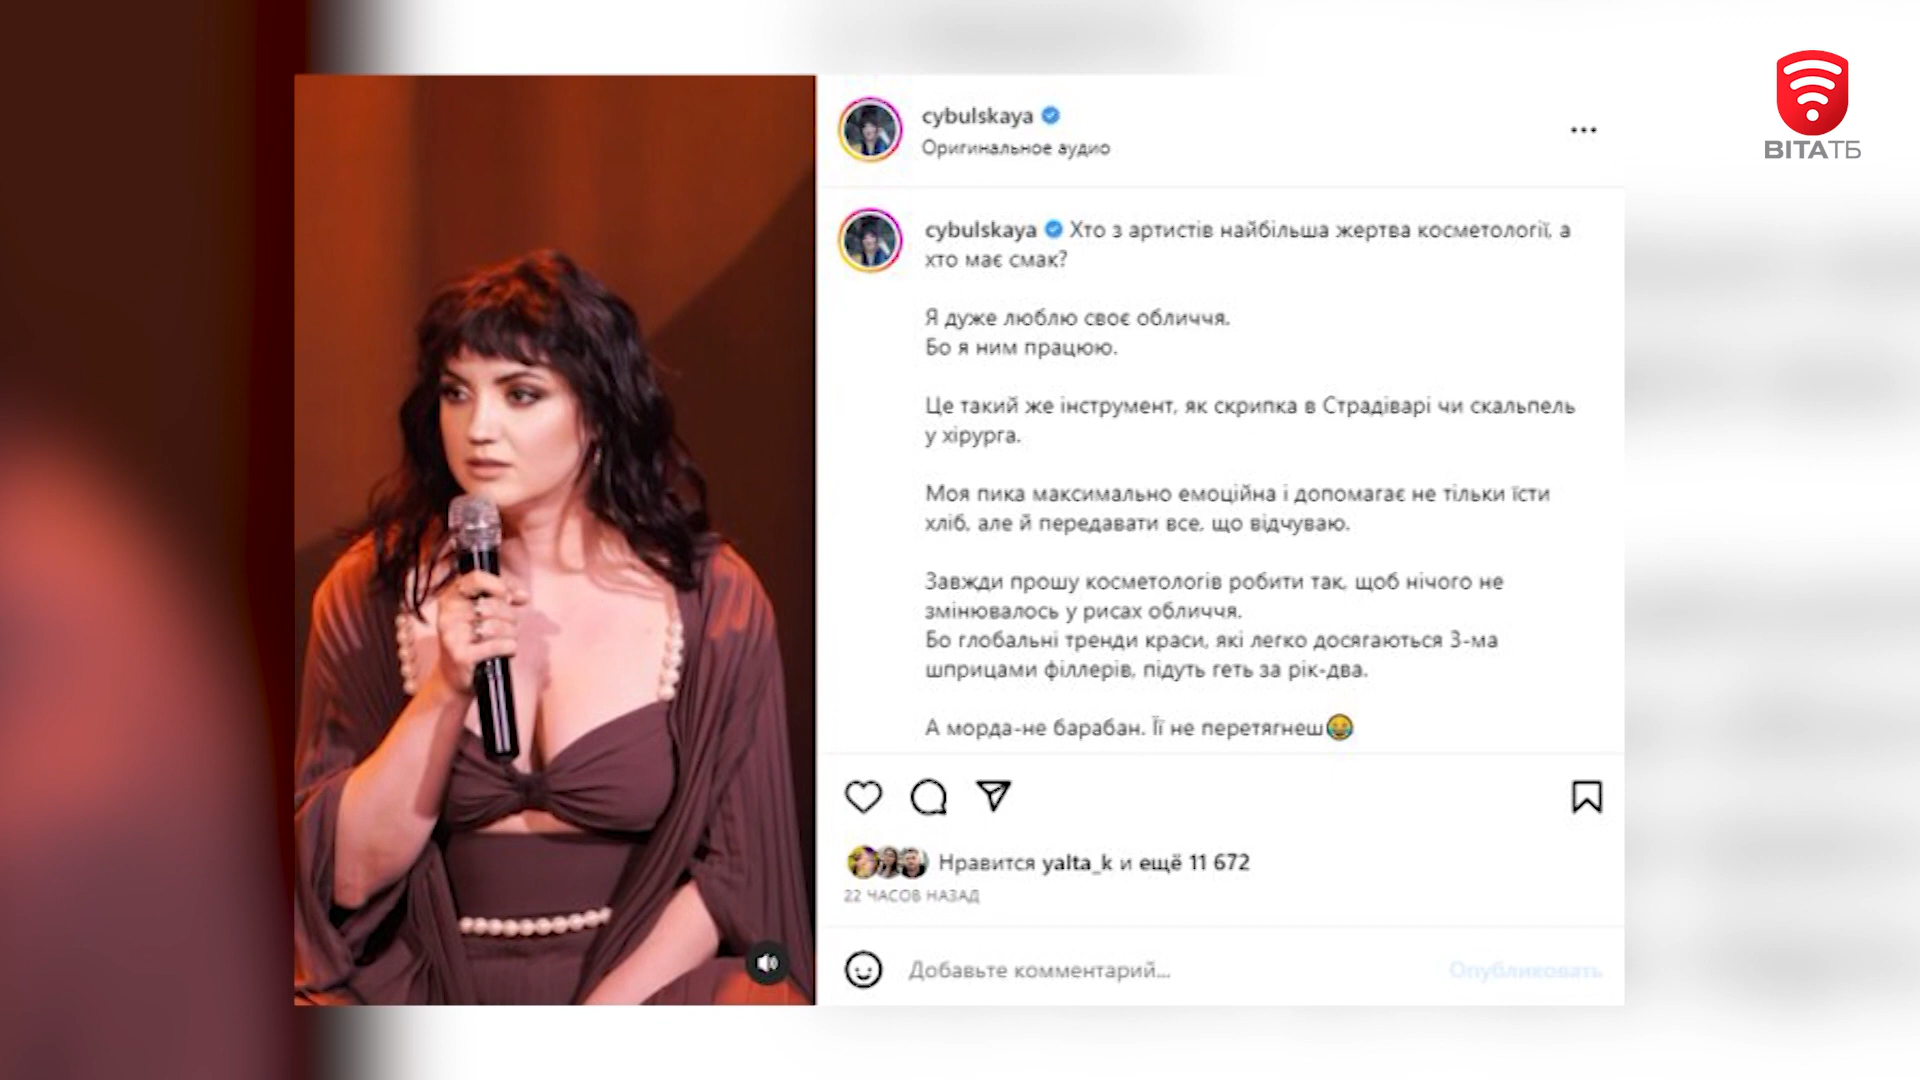 ВІТАТБ
cybulskaya
Оригинальное аудио
cybulskaya Хто з артистів найбільша жертва косметології, а
хто має смак?
Я дуже люблю своє обличчя.
Бо я ним працюю.
Це такий же інструмент, як скрипка в Страдіварі чи скальпель
у хірурга.
Моя пика максимально емоційна і допомагає не тільки їсти
хліб, але й передавати все, що відчуваю.
Завжди прошу косметологів робити так, щоб нічого не
змінювалось у рисах обличчя.
Бо глобальні тренди краси, які легко досягаються 3-ма
шприцами філлерів, підуть геть за рік-два.
А морда-не барабан. Її не перетягнеш😂
Нравится yalta_k и ещё 11 672
22 ЧАСОВ НАЗАД
Добавьте комментарий...
Опубликовать